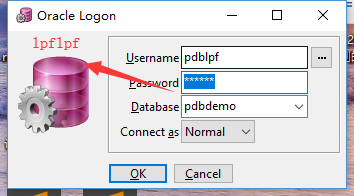 Oracle Logon
lpflpf
Username
pdblpf
...
Password
******
Database
pdbdemo
Connect as
Normal
OK
Cancel